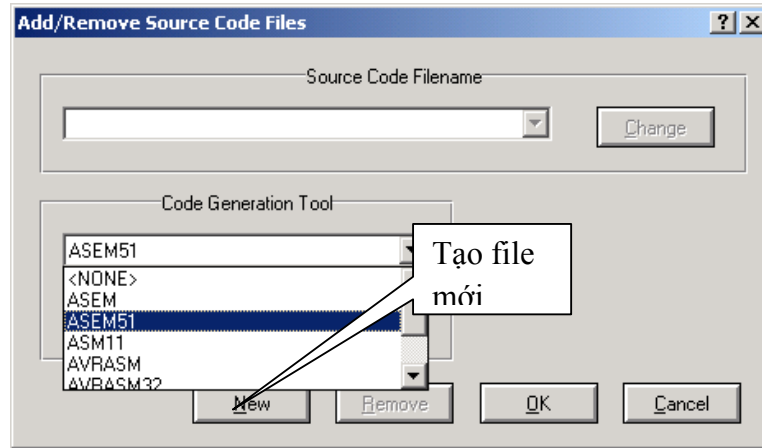 Add/Remove Source Code Files
Source Code Filename
Change
Code Generation Tool
ASEM51
Tạo file
mới
<NONE>
ASEM
ASEM51
ASM11
AVRASM
AVRASM32
New
Remove
OK
Cancel